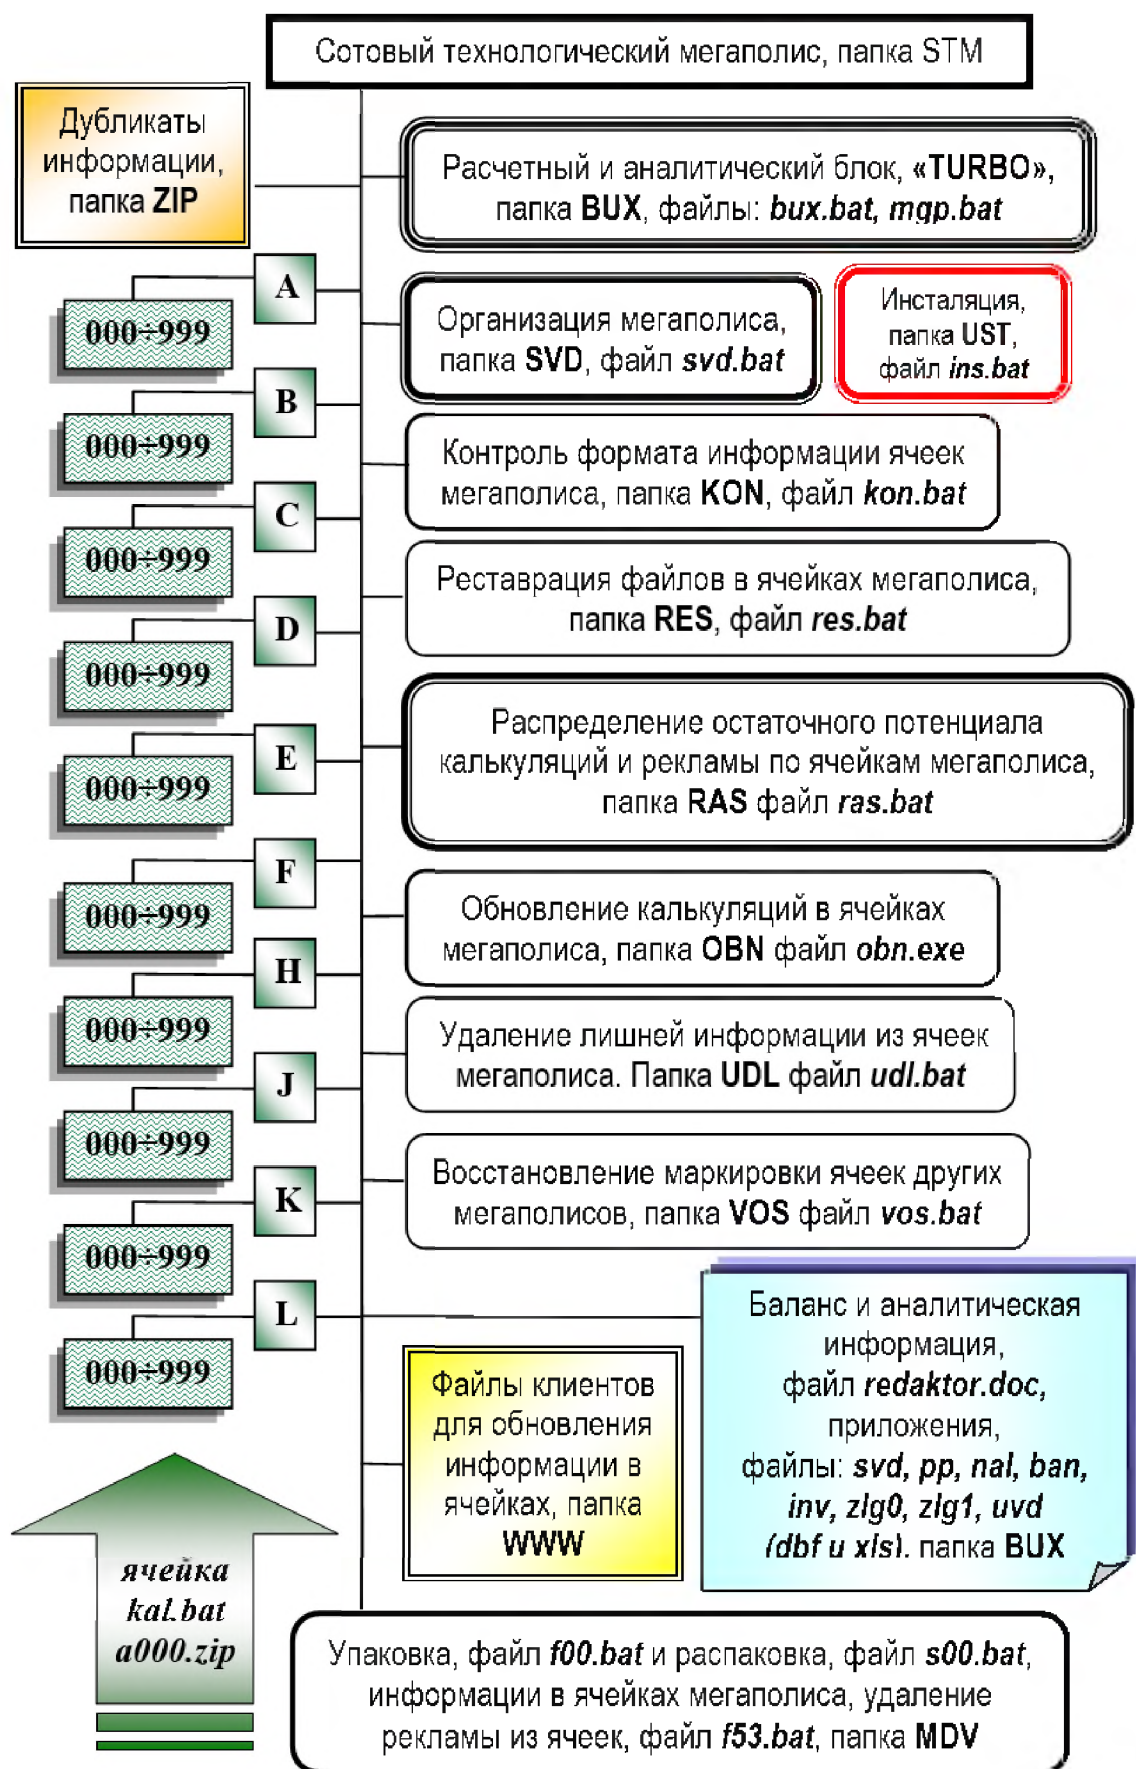 Сотовый технологический мегаполис, папка STM
Дубликаты
информации,
папка ZIP
Расчетный и аналитический блок, «TURBO»,
папка BUX, файлы: bux.bat, mgp.bat
A
000÷999
Организация мегаполиса,
папка SVD, файл svd.bat
Инсталяция,
папка UST,
файл ins.bat
B
000÷999
Контроль формата информации ячеек
мегаполиса, папка KON, файл kon.bat
C
000÷999
Реставрация файлов в ячейках мегаполиса,
папка RES, файл res.bat
D
000÷999
Распределение остаточного потенциала
калькуляций и рекламы по ячейкам мегаполиса,
папка RAS файл ras.bat
E
000÷999
F
000÷999
Обновление калькуляций в ячейках
мегаполиса, папка OBN файл obn.exe
H
000÷999
Удаление лишней информации из ячеек
мегаполиса. Папка UDL файл udl.bat
J
000÷999
Восстановление маркировки ячеек других
мегаполисов, папка VOS файл vos.bat
K
000÷999
L
000÷999
Баланс и аналитическая
информация,
файл redaktor.doc,
приложения,
файлы: svd, pp, nal, ban,
inv, zlg0, zlg1, uvd
(dbf и xls). папка BUX
Файлы клиентов
для обновления
информации в
ячейках, папка
WWW
ячейка
kal.bat
a000.zip
Упаковка, файл f00.bat и распаковка, файл s00.bat,
информации в ячейках мегаполиса, удаление
рекламы из ячеек, файл f53.bat, папка MDV